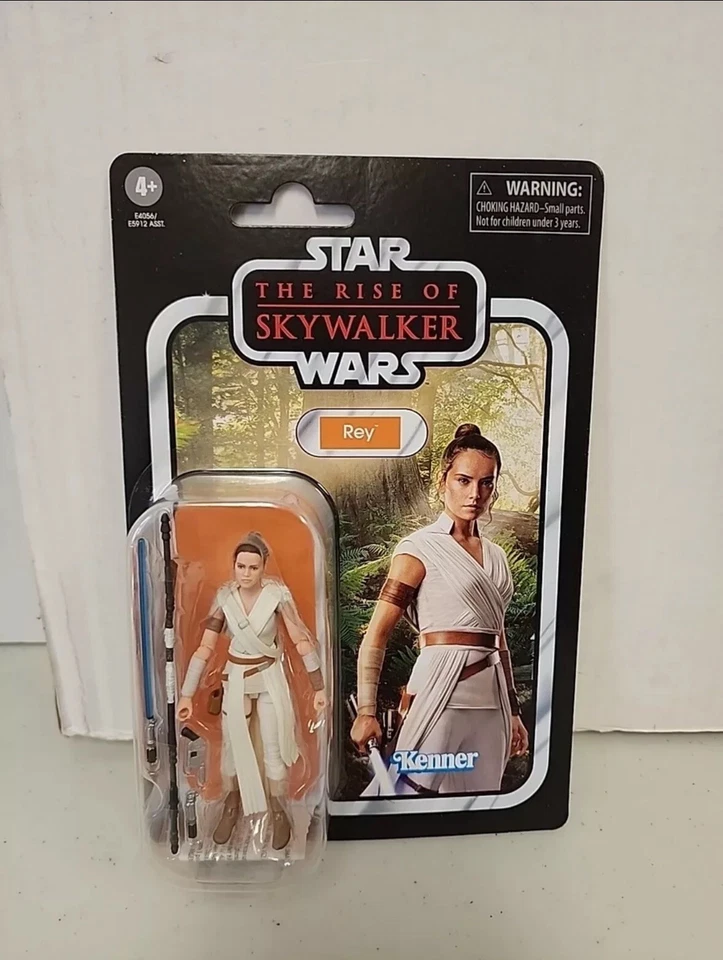 4+
E4056/
E5912 ASST.
⚠ WARNING:
CHOKING HAZARD–Small parts.
Not for children under 3 years.
STAR
THE RISE OF
SKYWALKER
WARS
Rey™
Kenner